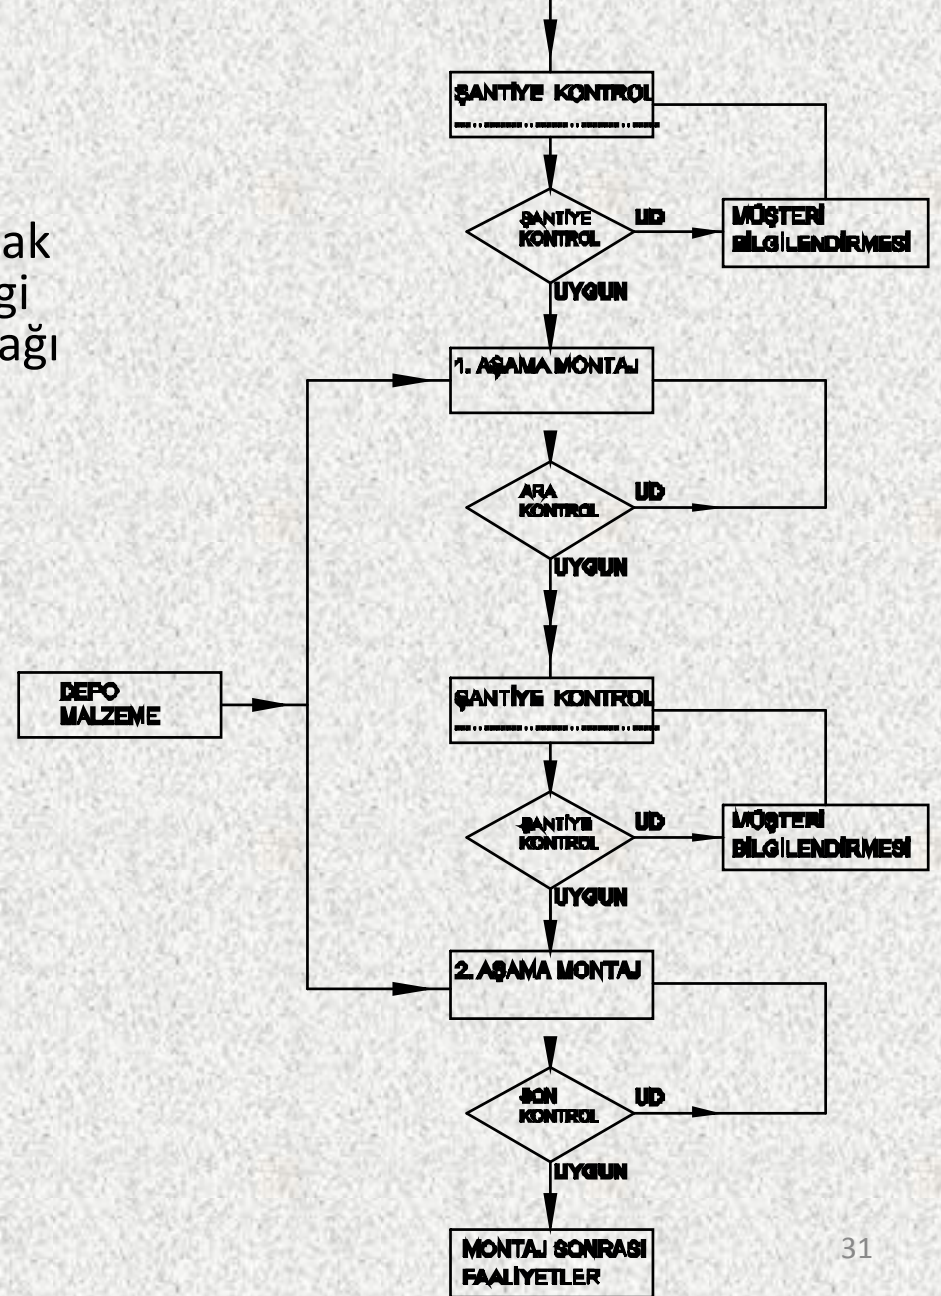 ŞANTİYE KONTROL
ŞANTİYE
KONTROL
UD
MÜŞTERİ
BİLGİLENDİRMESİ
ak
gi
ağı
UYGUN
1. AŞAMA MONTAJ
ARA
KONTROL
UD
UYGUN
DEPO
MALZEME
ŞANTİYE KONTROL
ŞANTİYE
KONTROL
UD
MÜŞTERİ
BİLGİLENDİRMESİ
UYGUN
2. AŞAMA MONTAJ
SON
KONTROL
UD
UYGUN
MONTAJ SONRASI
FAALİYETLER
31